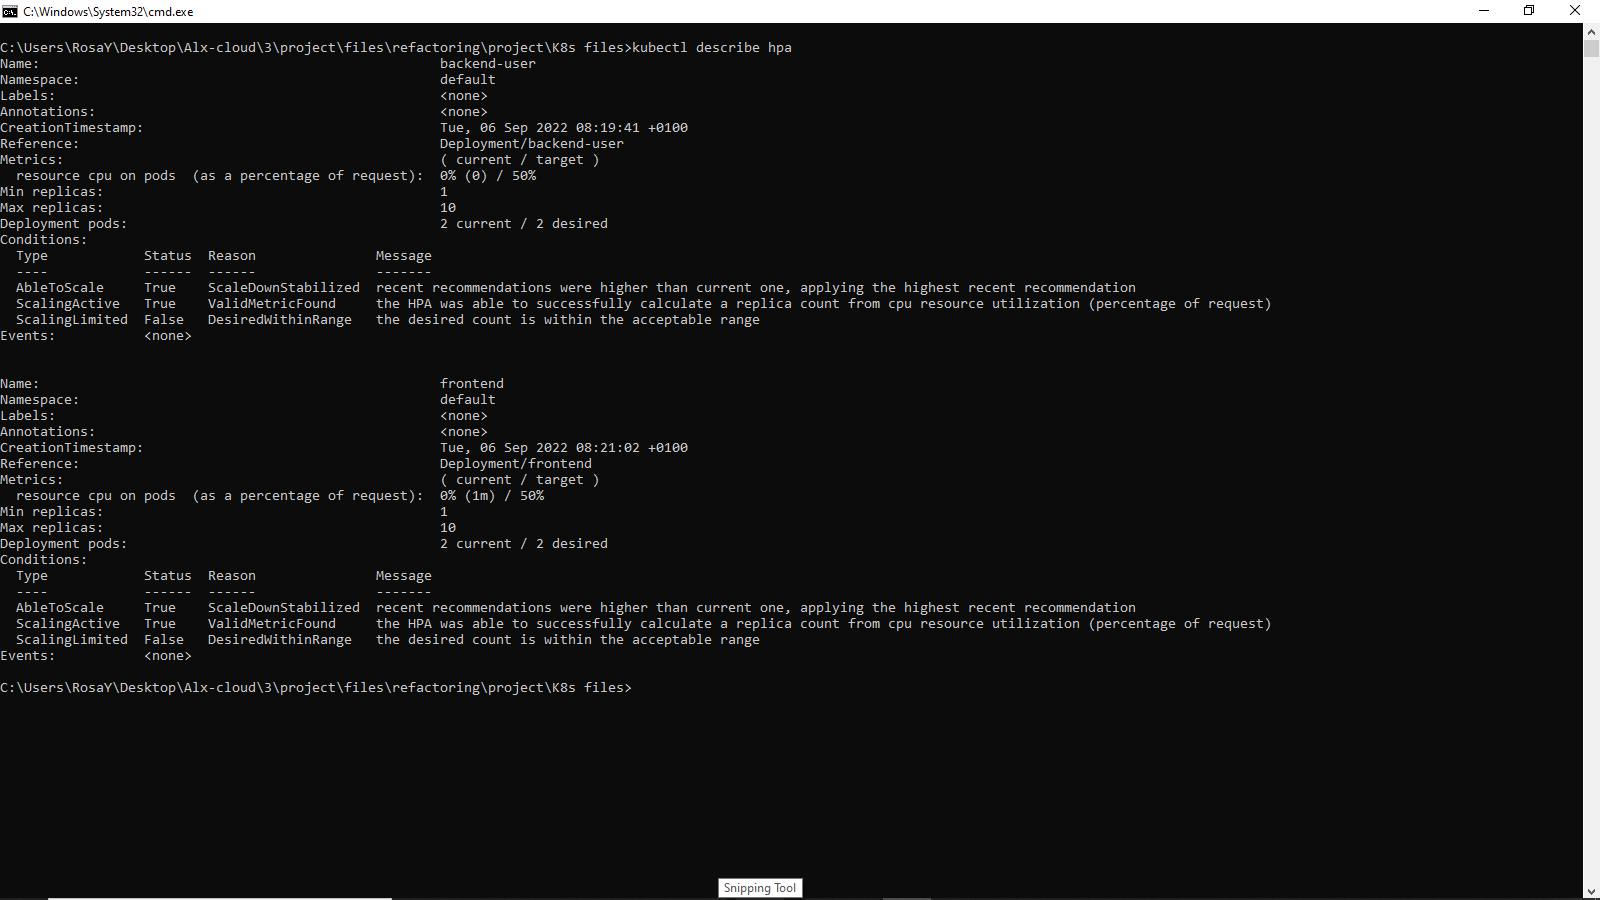 C:\Windows\System32\cmd.exe
C:\Users\RosaY\Desktop\Alx-cloud\3\project\files\refactoring\project\K8s files>kubectl describe hpa
Name:                                                  backend-user
Namespace:                                             default
Labels:                                                <none>
Annotations:                                           <none>
CreationTimestamp:                                     Tue, 06 Sep 2022 08:19:41 +0100
Reference:                                             Deployment/backend-user
Metrics:                                               ( current / target )
  resource cpu on pods  (as a percentage of request):  0% (0) / 50%
Min replicas:                                          1
Max replicas:                                          10
Deployment pods:                                       2 current / 2 desired
Conditions:
  Type            Status  Reason               Message
  ----            ------  ------               -------
  AbleToScale     True    ScaleDownStabilized  recent recommendations were higher than current one, applying the highest recent recommendation
  ScalingActive   True    ValidMetricFound     the HPA was able to successfully calculate a replica count from cpu resource utilization (percentage of request)
  ScalingLimited  False   DesiredWithinRange   the desired count is within the acceptable range
Events:           <none>
Name:                                                  frontend
Namespace:                                             default
Labels:                                                <none>
Annotations:                                           <none>
CreationTimestamp:                                     Tue, 06 Sep 2022 08:21:02 +0100
Reference:                                             Deployment/frontend
Metrics:                                               ( current / target )
  resource cpu on pods  (as a percentage of request):  0% (1m) / 50%
Min replicas:                                          1
Max replicas:                                          10
Deployment pods:                                       2 current / 2 desired
Conditions:
  Type            Status  Reason               Message
  ----            ------  ------               -------
  AbleToScale     True    ScaleDownStabilized  recent recommendations were higher than current one, applying the highest recent recommendation
  ScalingActive   True    ValidMetricFound     the HPA was able to successfully calculate a replica count from cpu resource utilization (percentage of request)
  ScalingLimited  False   DesiredWithinRange   the desired count is within the acceptable range
Events:           <none>
C:\Users\RosaY\Desktop\Alx-cloud\3\project\files\refactoring\project\K8s files>
Snipping Tool